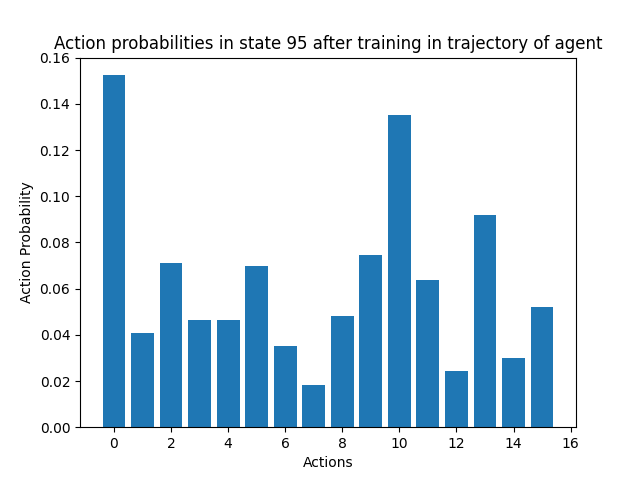 Action probabilities in state 95 after training in trajectory of agent
0.16
0.14
0.12
0.10
0.08
0.06
0.04
0.02
0.00
Action Probability
0 2 4 6 8 10 12 14 16
Actions